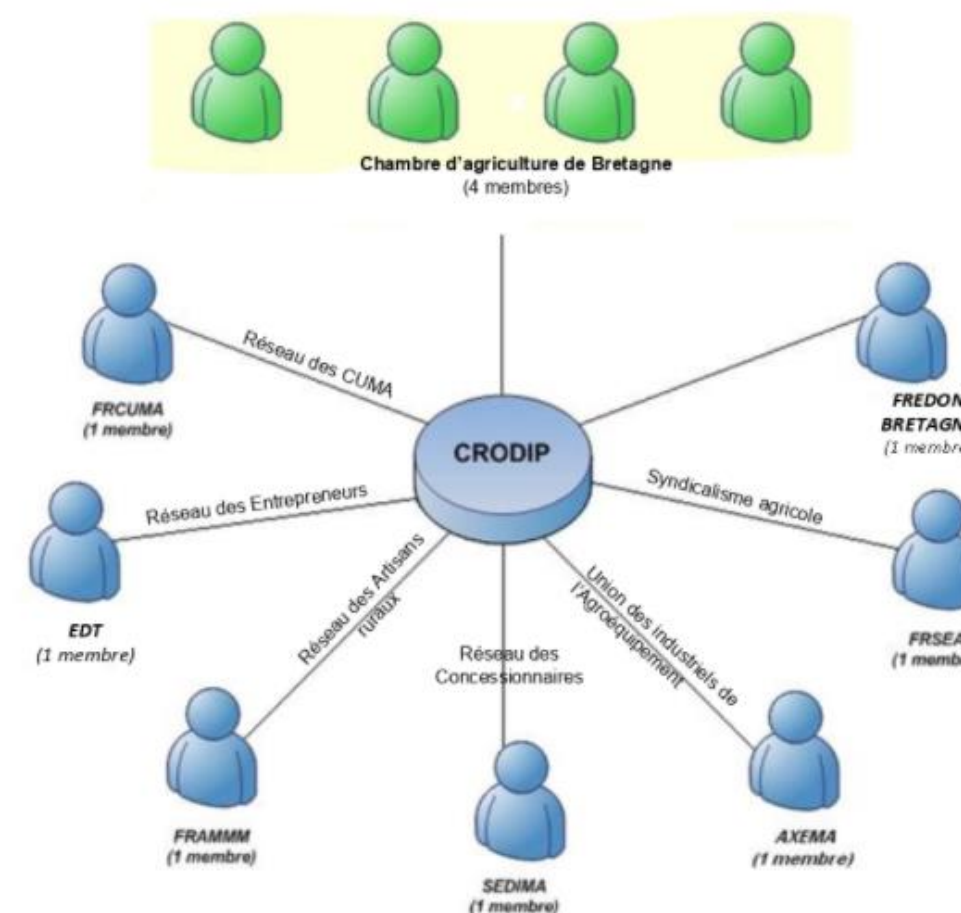 Chambre d'agriculture de Bretagne
(4 membres)
Réseau des CUMA
FRCUMA
(1 membre)
FREDON
BRETAGN
(1 membre
CRODIP
Réseau des Entrepreneurs
Syndicalisme agricole
EDT
(1 membre)
FRSEA
(1 memb
Réseau des Artisans
ruraux
Réseau des
Concessionnaires
Union des industriels de
l'Agroéquipement
FRAMMM
(1 membre)
SEDIMA
(1 membre)
AXEMA
(1 membre)